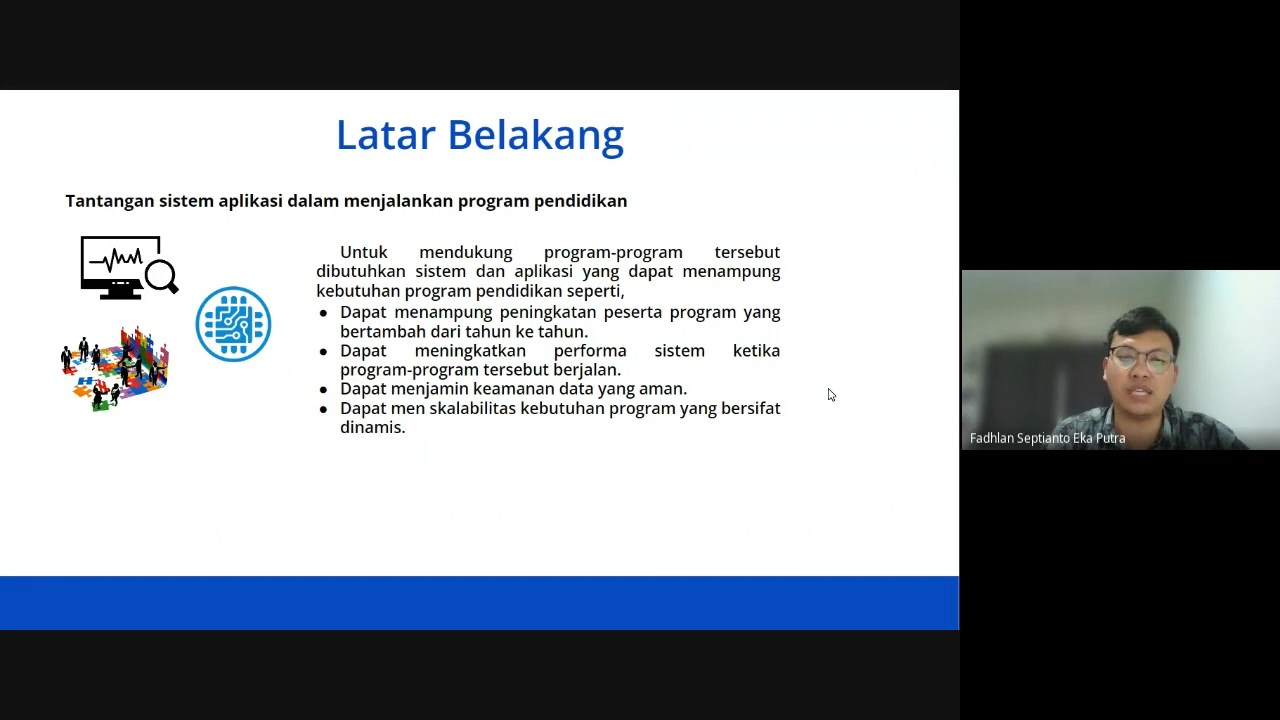 Latar Belakang
Tantangan sistem aplikasi dalam menjalankan program pendidikan
Untuk mendukung program-program tersebut
dibutuhkan sistem dan aplikasi yang dapat menampung
kebutuhan program pendidikan seperti,
● Dapat menampung peningkatan peserta program yang
bertambah dari tahun ke tahun.
● Dapat meningkatkan performa sistem ketika
program-program tersebut berjalan.
● Dapat menjamin keamanan data yang aman.
● Dapat men skalabilitas kebutuhan program yang bersifat
dinamis.
Fadhlan Septianto Eka Putra